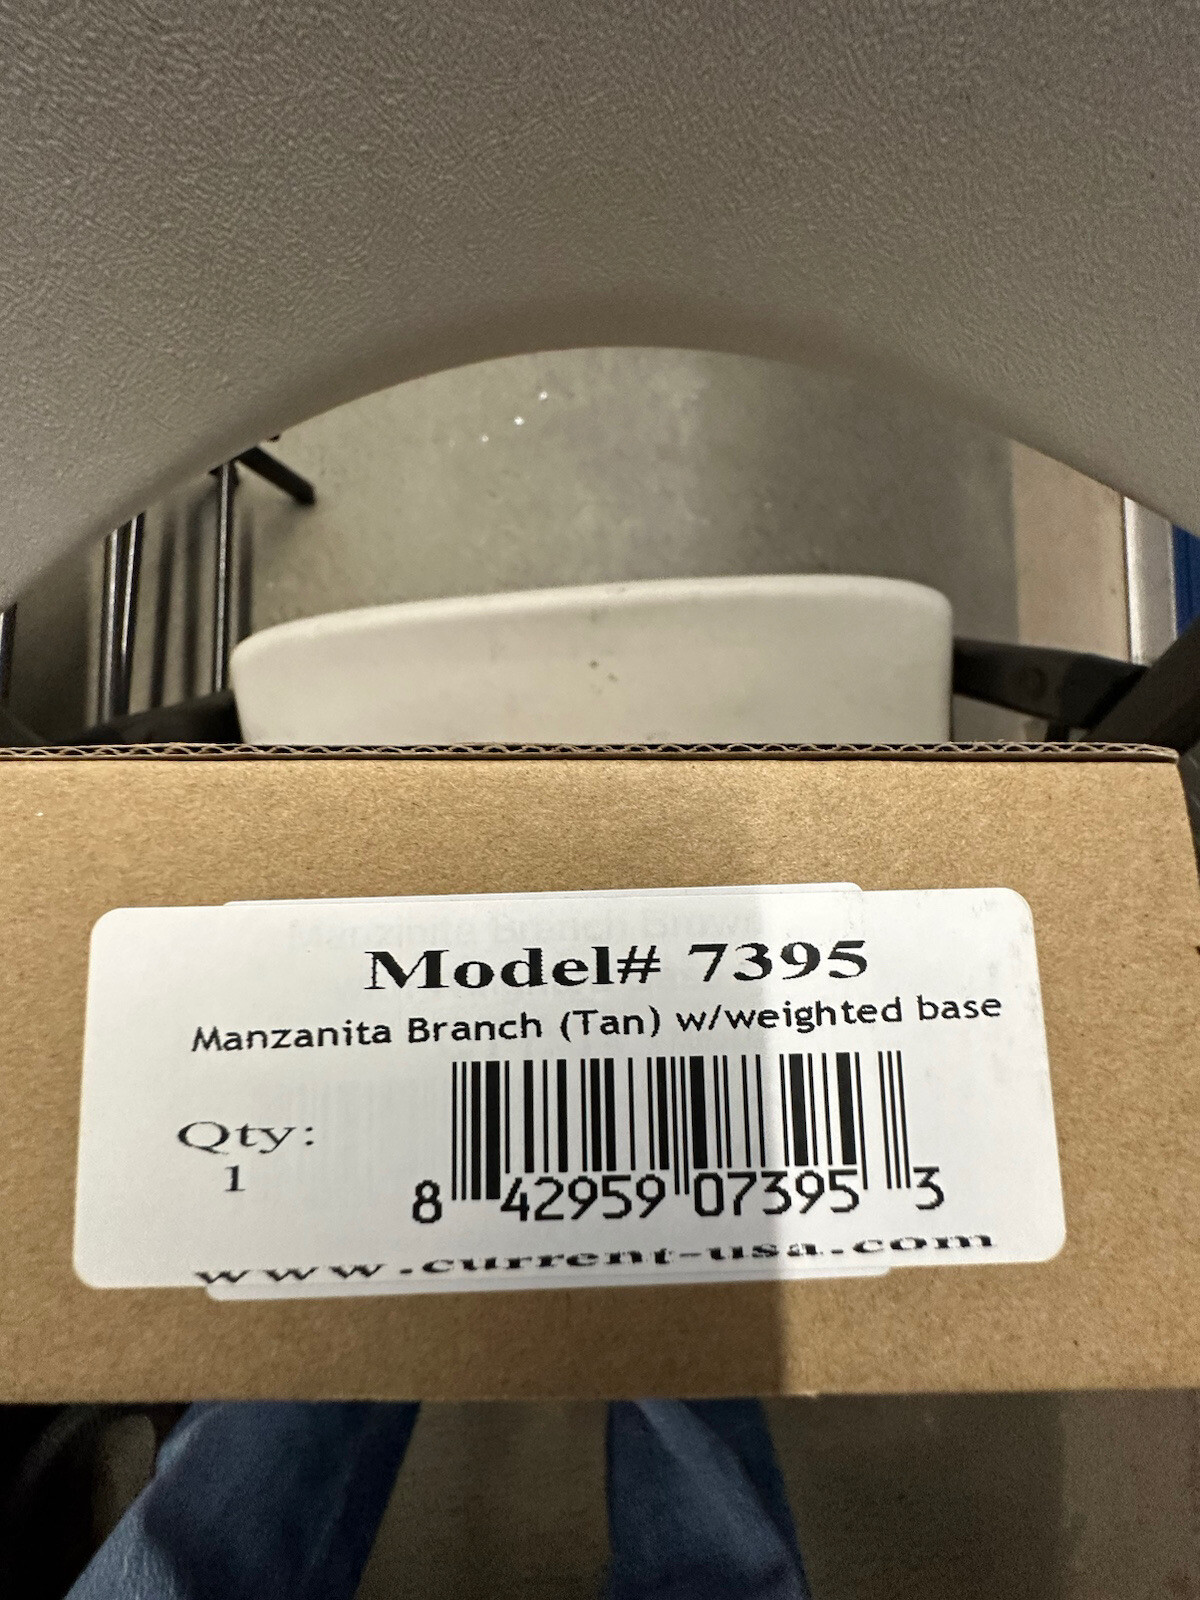 Model# 7395
Manzanita Branch (Tan) w/weighted base
Qty:
1
8 42959 07395 3
www.current-usa.com